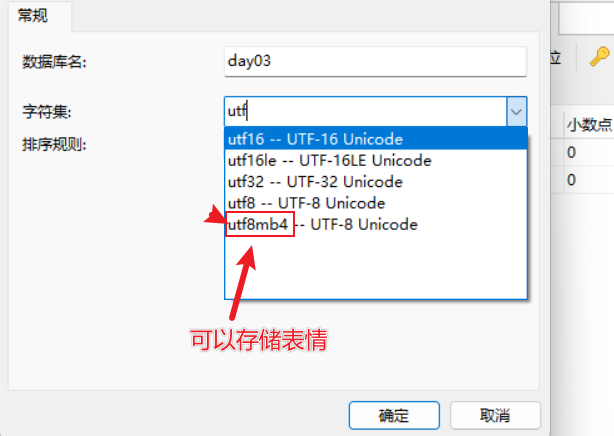 常规
数据库名:
day03
位
字符集:
utf
小数点
排序规则:
utf16 -- UTF-16 Unicode
0
utf16le -- UTF-16LE Unicode
utf32 -- UTF-32 Unicode
0
utf8 -- UTF-8 Unicode
utf8mb4 -- UTF-8 Unicode
可以存储表情
确定
取消